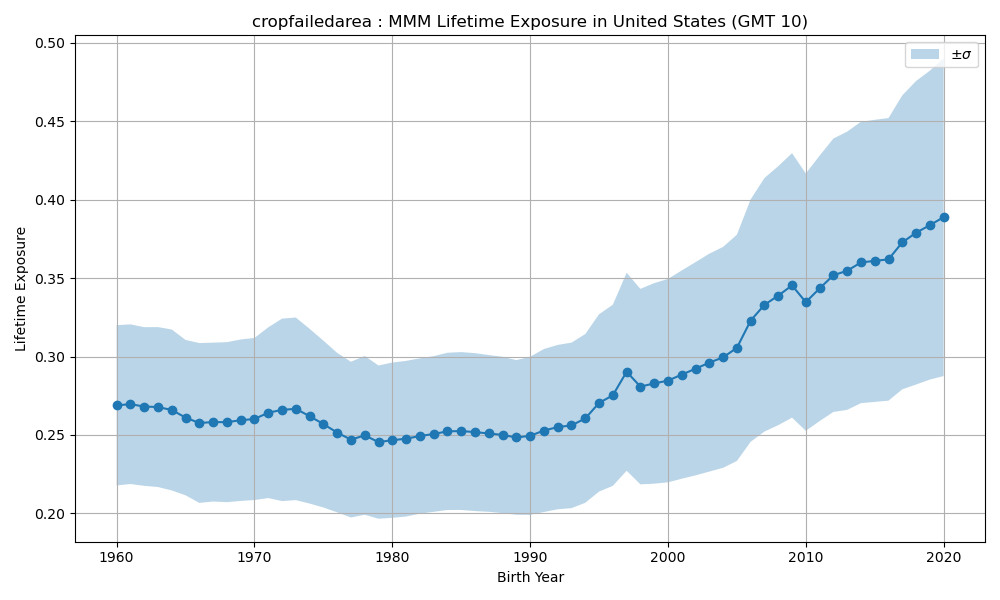 cropfailedarea : MMM Lifetime Exposure in United States (GMT 10)
±σ
Lifetime Exposure
0.50
0.45
0.40
0.35
0.30
0.25
0.20
1960 1970 1980 1990 2000 2010 2020
Birth Year